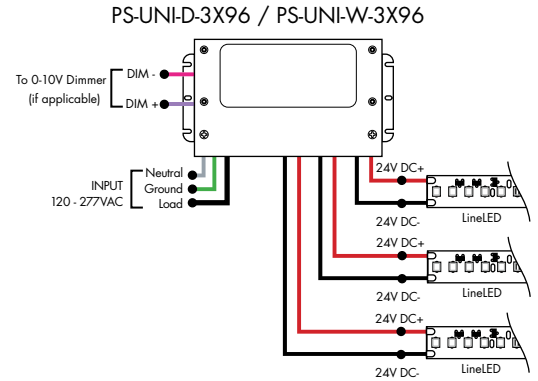 PS-UNI-D-3X96 / PS-UNI-W-3X96
To 0-10V Dimmer
(if applicable)
DIM -
DIM +
INPUT
120 - 277VAC
Neutral
Ground
Load
24V DC+
24V DC-
LineLED
24V DC+
24V DC-
LineLED
24V DC+
24V DC-
LineLED